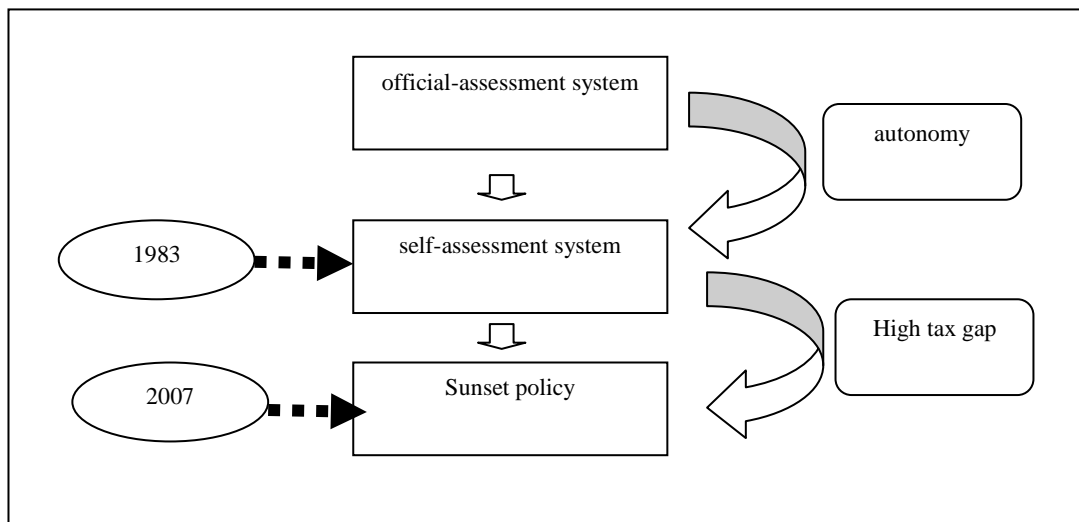 official-assessment system
autonomy
self-assessment system
1983
High tax gap
Sunset policy
2007